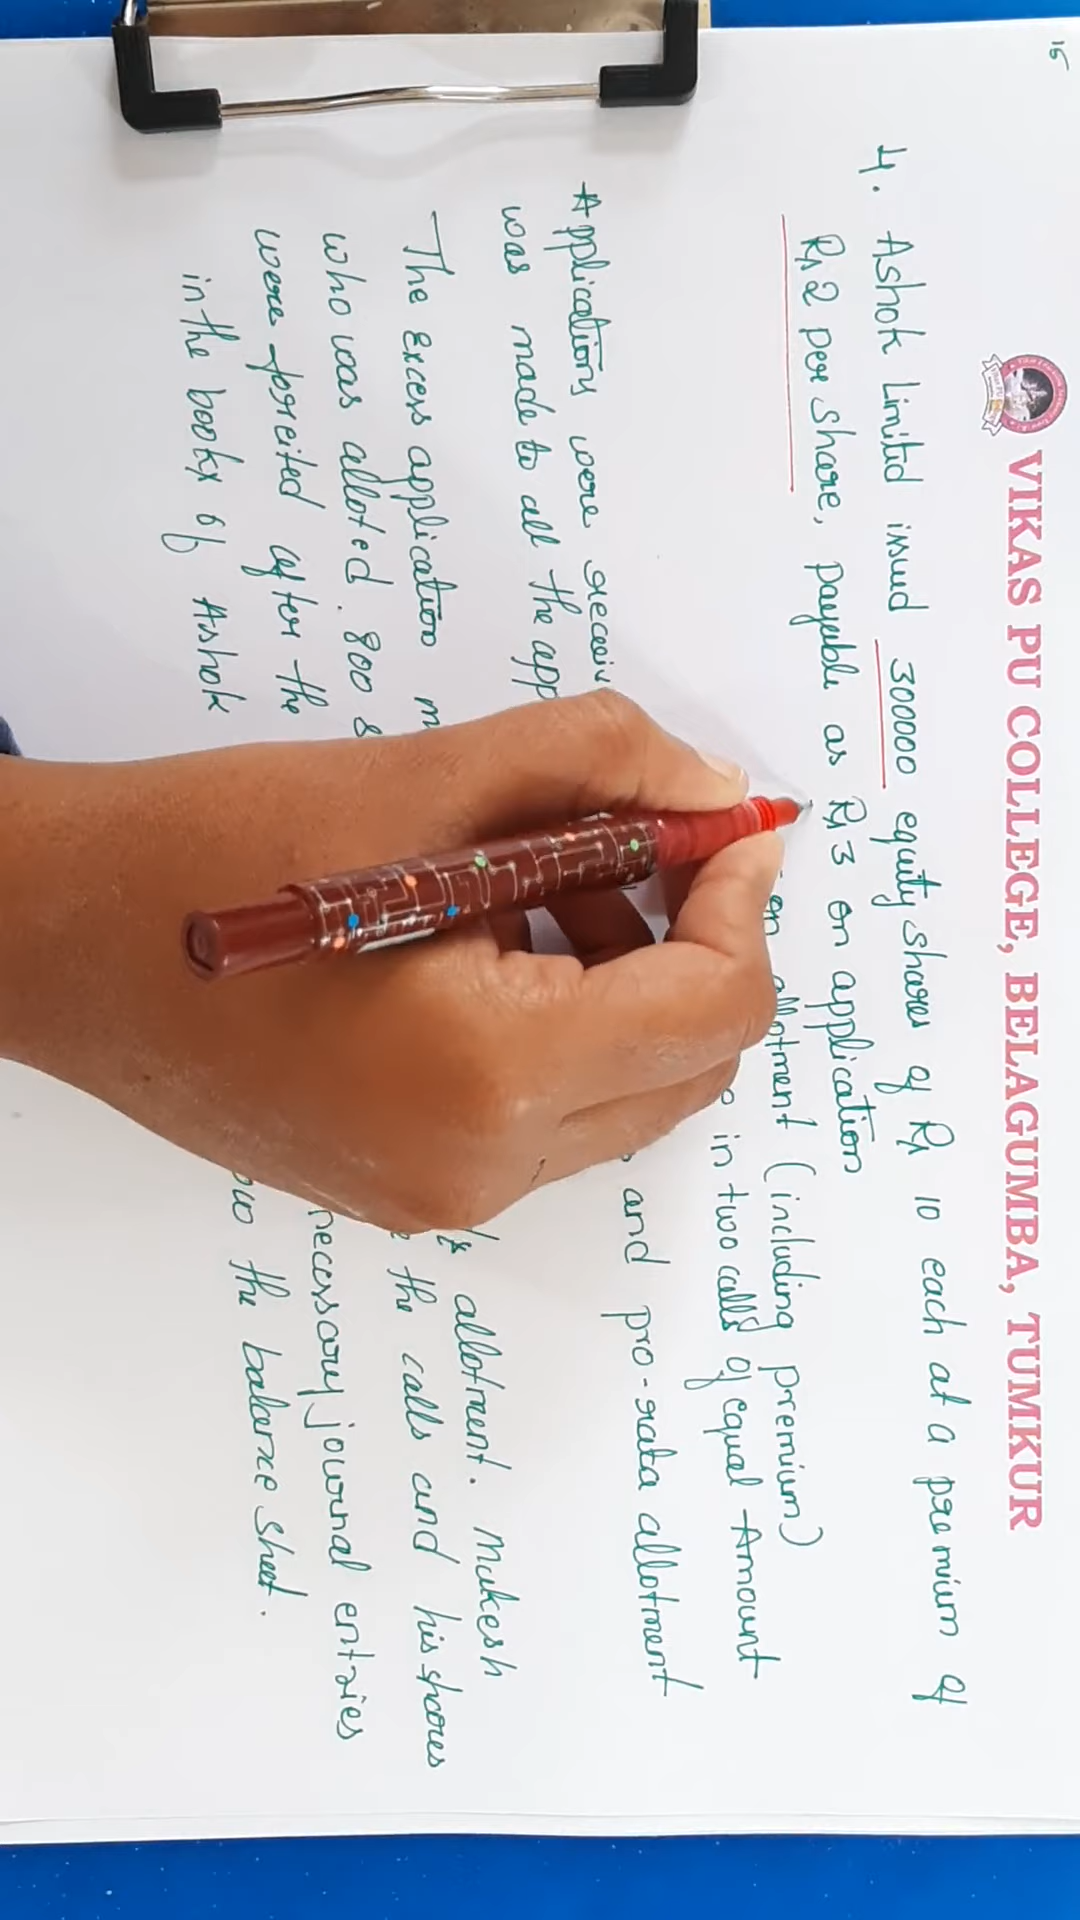 15
VIKAS PU COLLEGE, BELAGUMBA, TUMKUR
4. Ashok Limited issued 300000 equity shares of Rs 10 each at a premium of
Rs 2 per share, payable as Rs 3 on application
on allotment (including premium)
in two calls of equal Amount
Applications were and pro-rata allotment
was made to all the
The excess application allotment. Mukesh
who was alloted 800 the calls and his shares
were forcited after the necessary journal entries
in the books of Ashok the balance sheet.